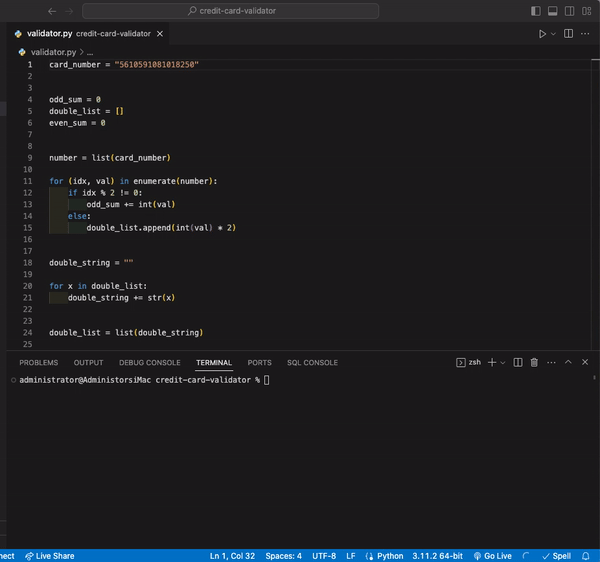 credit-card-validator
validator.py credit-card-validator
validator.py > ...
1 card_number = "5610591081018250"
2
3
4 odd_sum = 0
5 double_list = []
6 even_sum = 0
7
8
9 number = list(card_number)
10
11 for (idx, val) in enumerate(number):
12 if idx % 2 != 0:
13 odd_sum += int(val)
14 else:
15 double_list.append(int(val) * 2)
16
17
18 double_string = ""
19
20 for x in double_list:
21 double_string += str(x)
22
23
24 double_list = list(double_string)
25
PROBLEMS OUTPUT DEBUG CONSOLE TERMINAL PORTS SQL CONSOLE zsh
administrator@AdministorsiMac credit-card-validator %
nect Live Share Ln 1, Col 32 Spaces: 4 UTF-8 LF Python 3.11.2 64-bit Go Live Spell